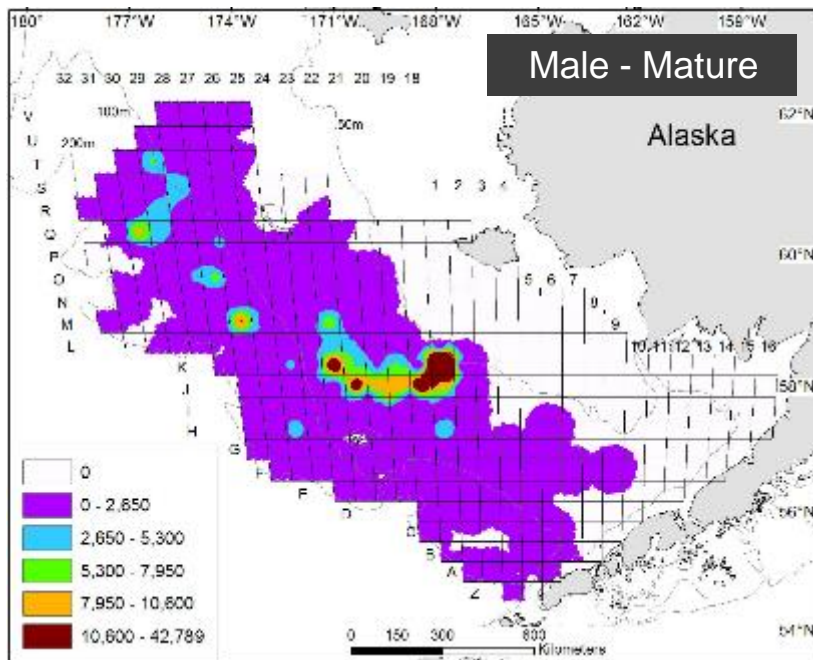 180° 177°W 174°W 171°W 168°W 165°W 162°W 158°W
Male - Mature
32 31 30 29 28 27 26 25 24 23 22 21 20 19 18
100m
50m
62°N
V
U
T
S
R
Q
P
O
N
M
L
200m
Alaska
1 2 3 4
60°N
5 6 7
8
9
10 11 12 13 14 15 16
58°N
K
J
H
G
F
D
C
B
A
Z
56°N
54°N
0
0 - 2,650
2,650 - 5,300
5,300 - 7,950
7,950 - 10,600
10,600 - 42,789
0 150 300 600
Kilometers